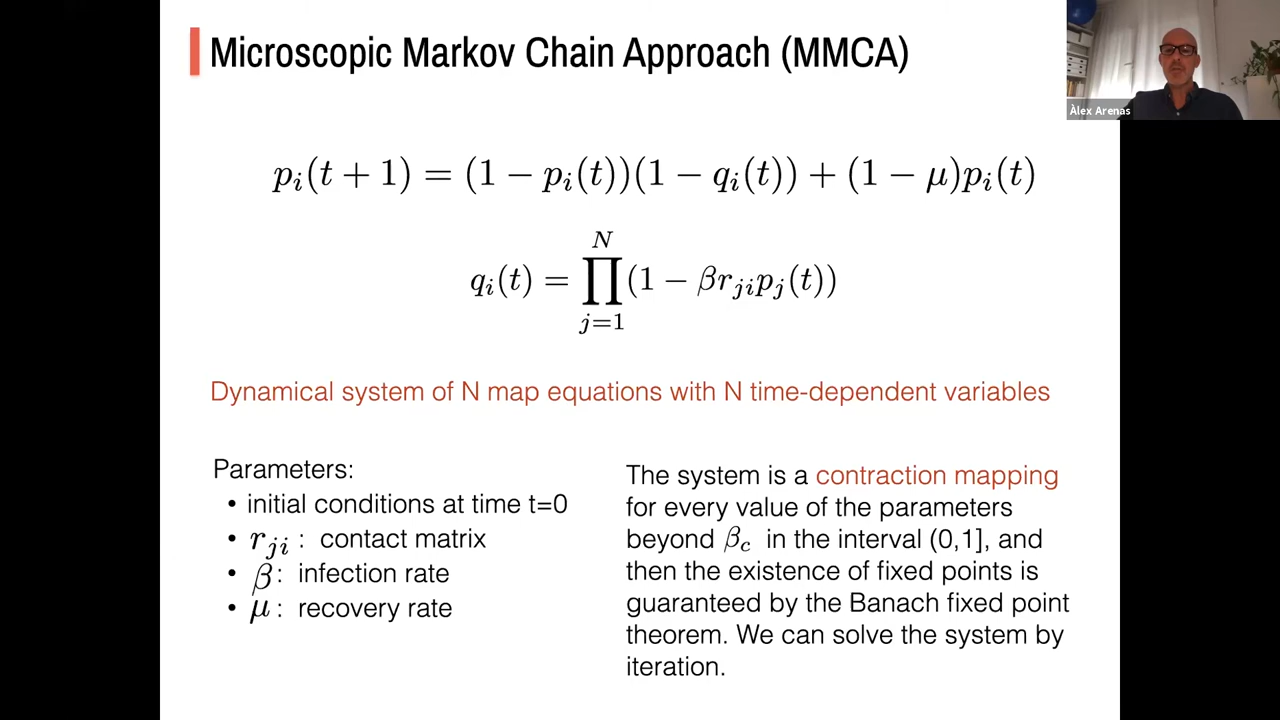 Microscopic Markov Chain Approach (MMCA)
Àlex Arenas
p_i(t + 1) = (1 − p_i(t))(1 − q_i(t)) + (1 − μ)p_i(t)
q_i(t) = ∏_{j=1}^{N} (1 − βr_{ji}p_j(t))
Dynamical system of N map equations with N time-dependent variables
Parameters:
• initial conditions at time t=0
• r_{ji} : contact matrix
• β : infection rate
• μ : recovery rate
The system is a contraction mapping
for every value of the parameters
beyond β_c in the interval (0,1], and
then the existence of fixed points is
guaranteed by the Banach fixed point
theorem. We can solve the system by
iteration.